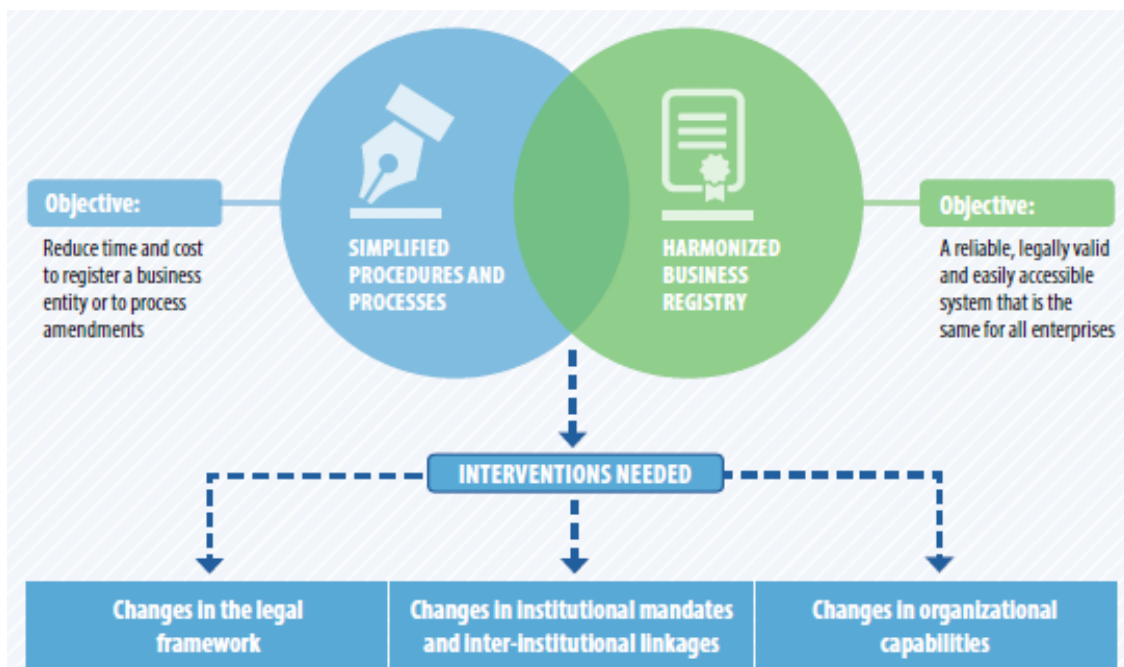 Objective:
Reduce time and cost
to register a business
entity or to process
amendments
SIMPLIFIED
PROCEDURES AND
PROCESSES
HARMONIZED
BUSINESS
REGISTRY
Objective:
A reliable, legally valid
and easily accessible
system that is the
same for all enterprises
INTERVENTIONS NEEDED
Changes in the legal
framework
Changes in institutional mandates
and inter-institutional linkages
Changes in organizational
capabilities